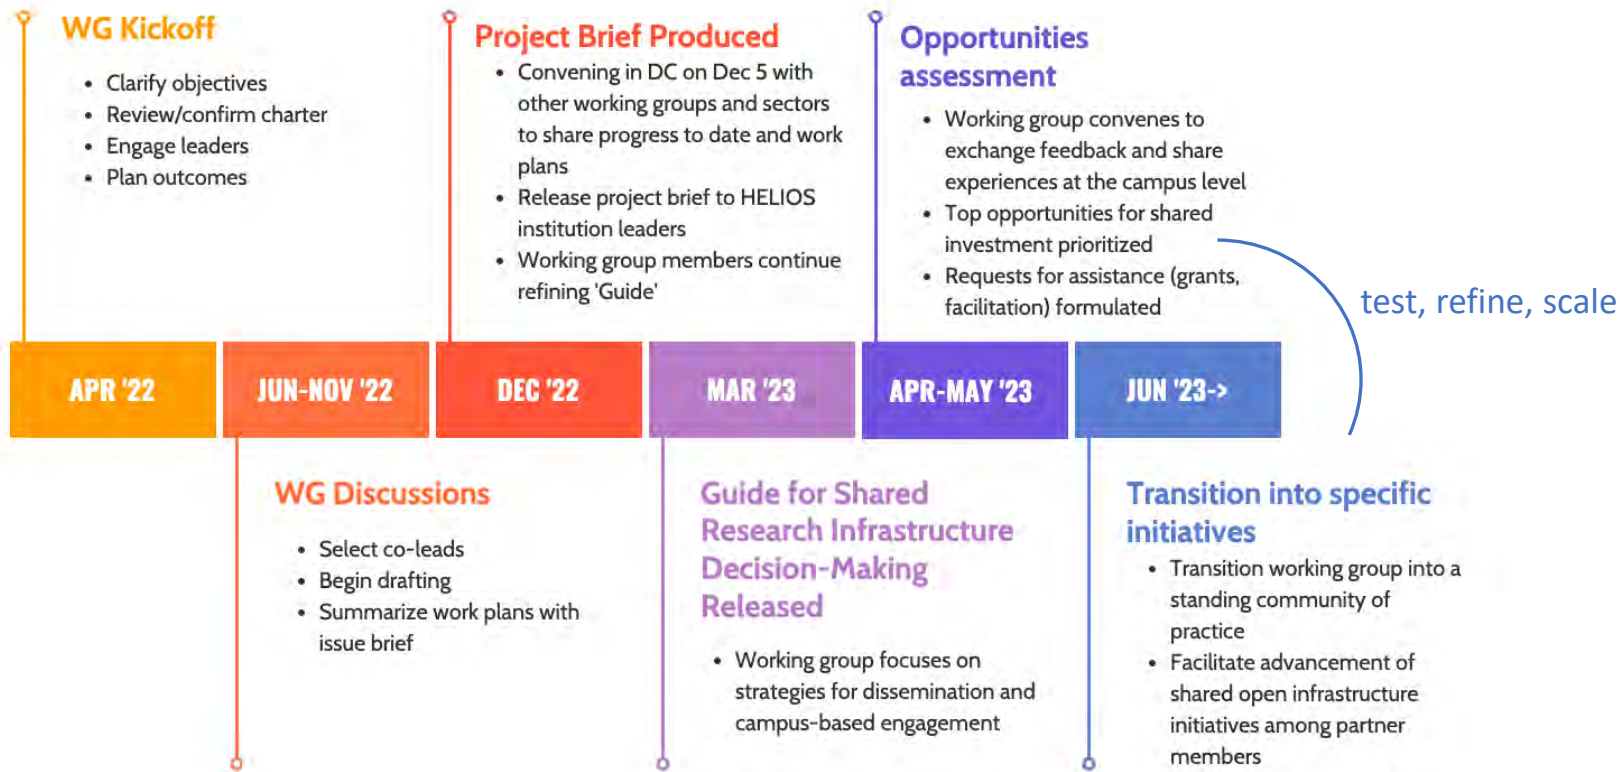 WG Kickoff
• Clarify objectives
• Review/confirm charter
• Engage leaders
• Plan outcomes
Project Brief Produced
• Convening in DC on Dec 5 with
other working groups and sectors
to share progress to date and work
plans
• Release project brief to HELIOS
institution leaders
• Working group members continue
refining 'Guide'
Opportunities
assessment
• Working group convenes to
exchange feedback and share
experiences at the campus level
• Top opportunities for shared
investment prioritized
• Requests for assistance (grants,
facilitation) formulated
test, refine, scale
APR '22
JUN-NOV '22
DEC '22
MAR '23
APR-MAY '23
JUN '23->
WG Discussions
• Select co-leads
• Begin drafting
• Summarize work plans with
issue brief
Guide for Shared
Research Infrastructure
Decision-Making
Released
• Working group focuses on
strategies for dissemination and
campus-based engagement
Transition into specific
initiatives
• Transition working group into a
standing community of
practice
• Facilitate advancement of
shared open infrastructure
initiatives among partner
members